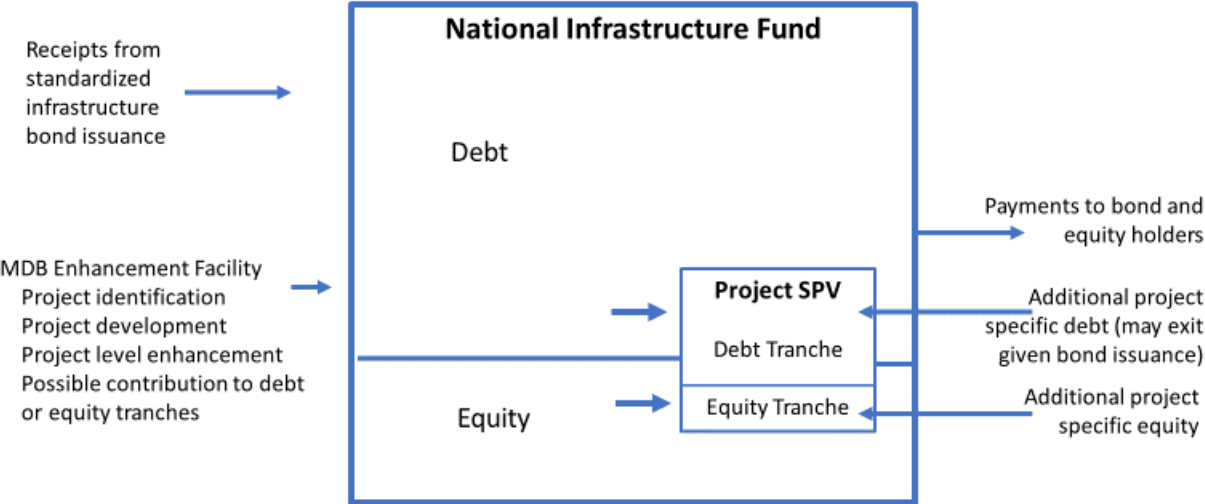 National Infrastructure Fund
Receipts from
standardized
infrastructure
bond issuance
Debt
Payments to bond and
equity holders
MDB Enhancement Facility
Project identification
Project development
Project level enhancement
Possible contribution to debt
or equity tranches
Project SPV
Debt Tranche
Additional project
specific debt (may exit
given bond issuance)
Equity
Equity Tranche
Additional project
specific equity